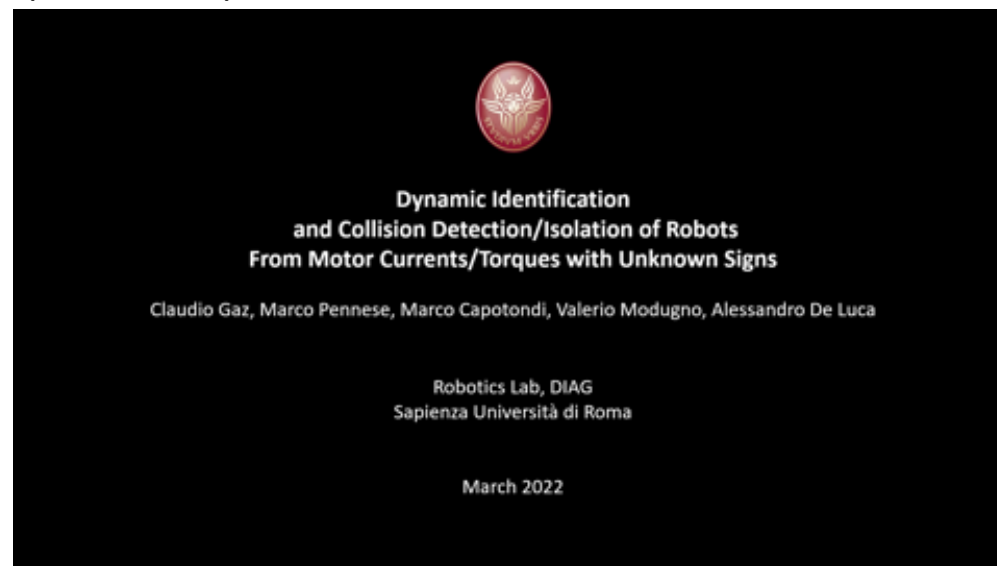 Dynamic Identification
and Collision Detection/Isolation of Robots
From Motor Currents/Torques with Unknown Signs
Claudio Gaz, Marco Pennese, Marco Capotondi, Valerio Modugno, Alessandro De Luca
Robotics Lab, DIAG
Sapienza Università di Roma
March 2022